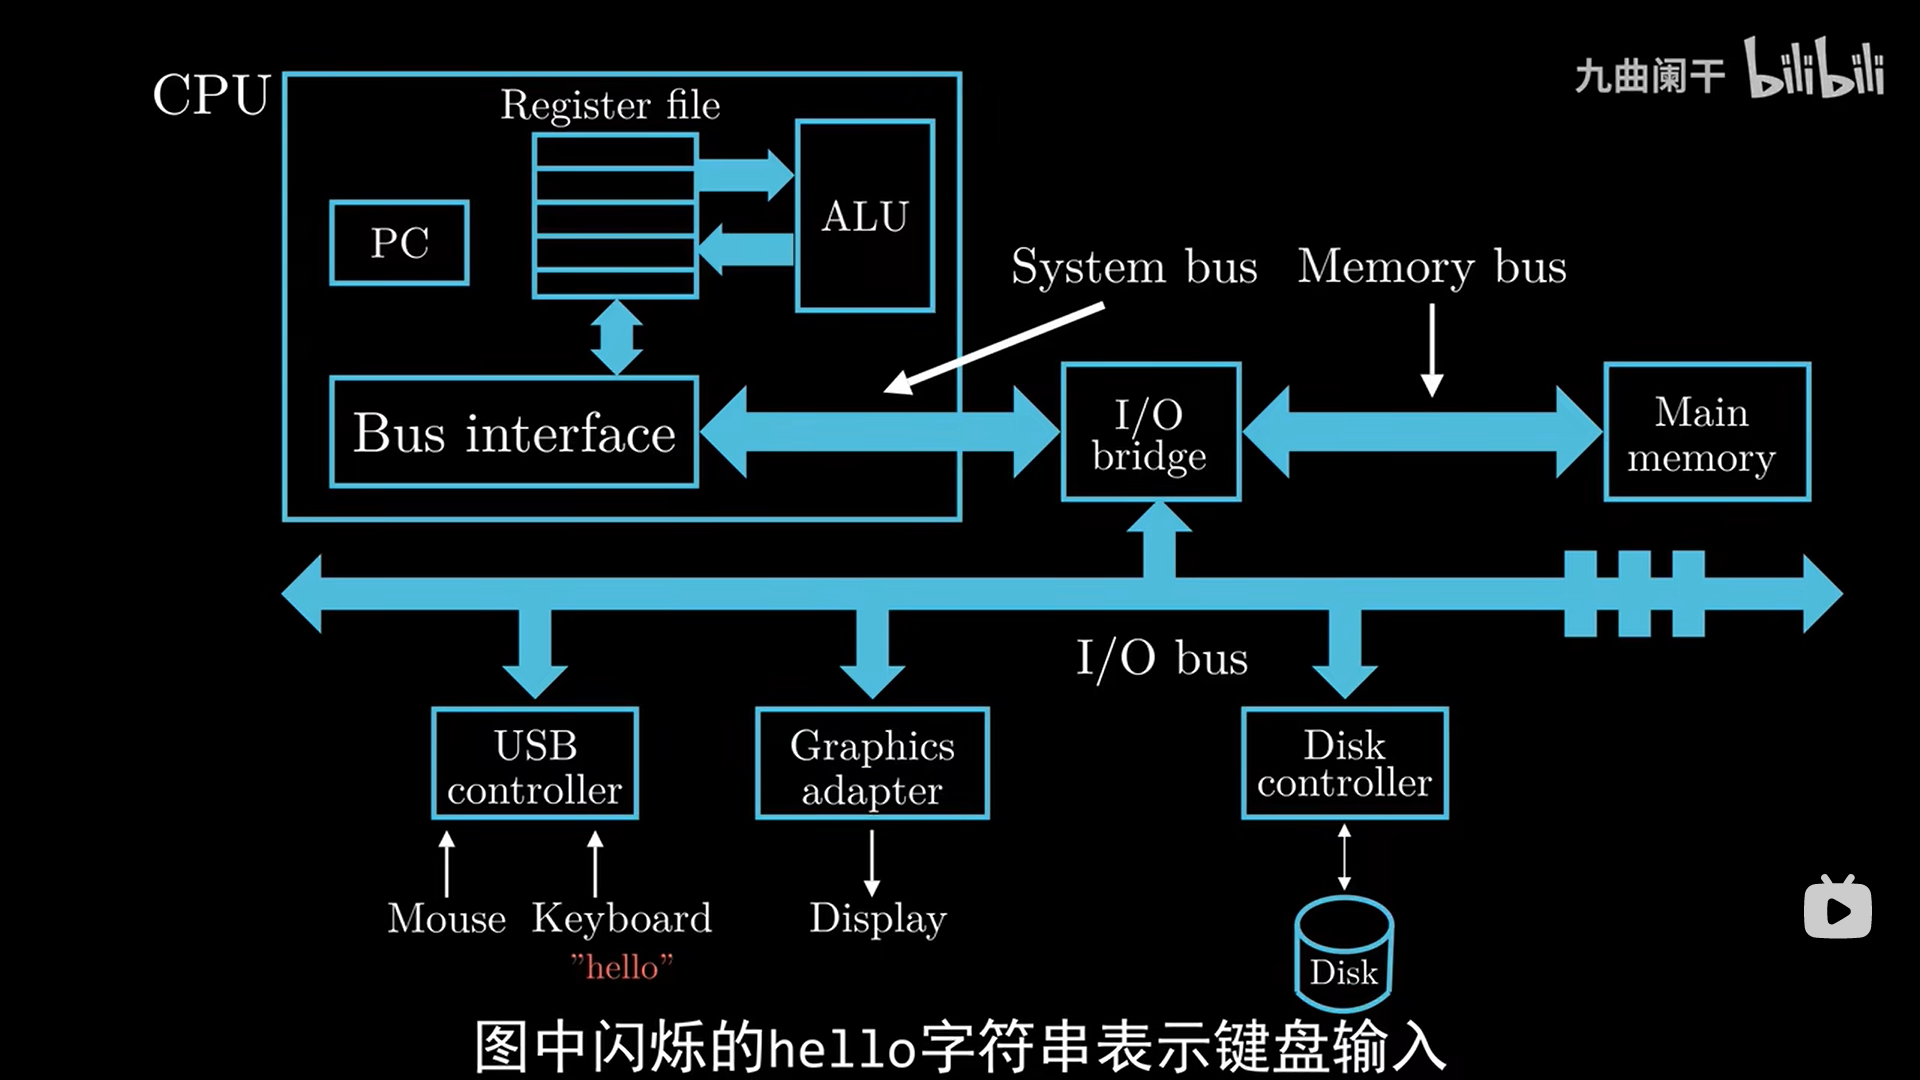 九曲阑干 bilibili
CPU
Register file
PC
ALU
System bus
Memory bus
Bus interface
I/O
bridge
Main
memory
I/O bus
USB
controller
Graphics
adapter
Disk
controller
Mouse
Keyboard
"hello"
Display
Disk
图中闪烁的hello字符串表示键盘输入